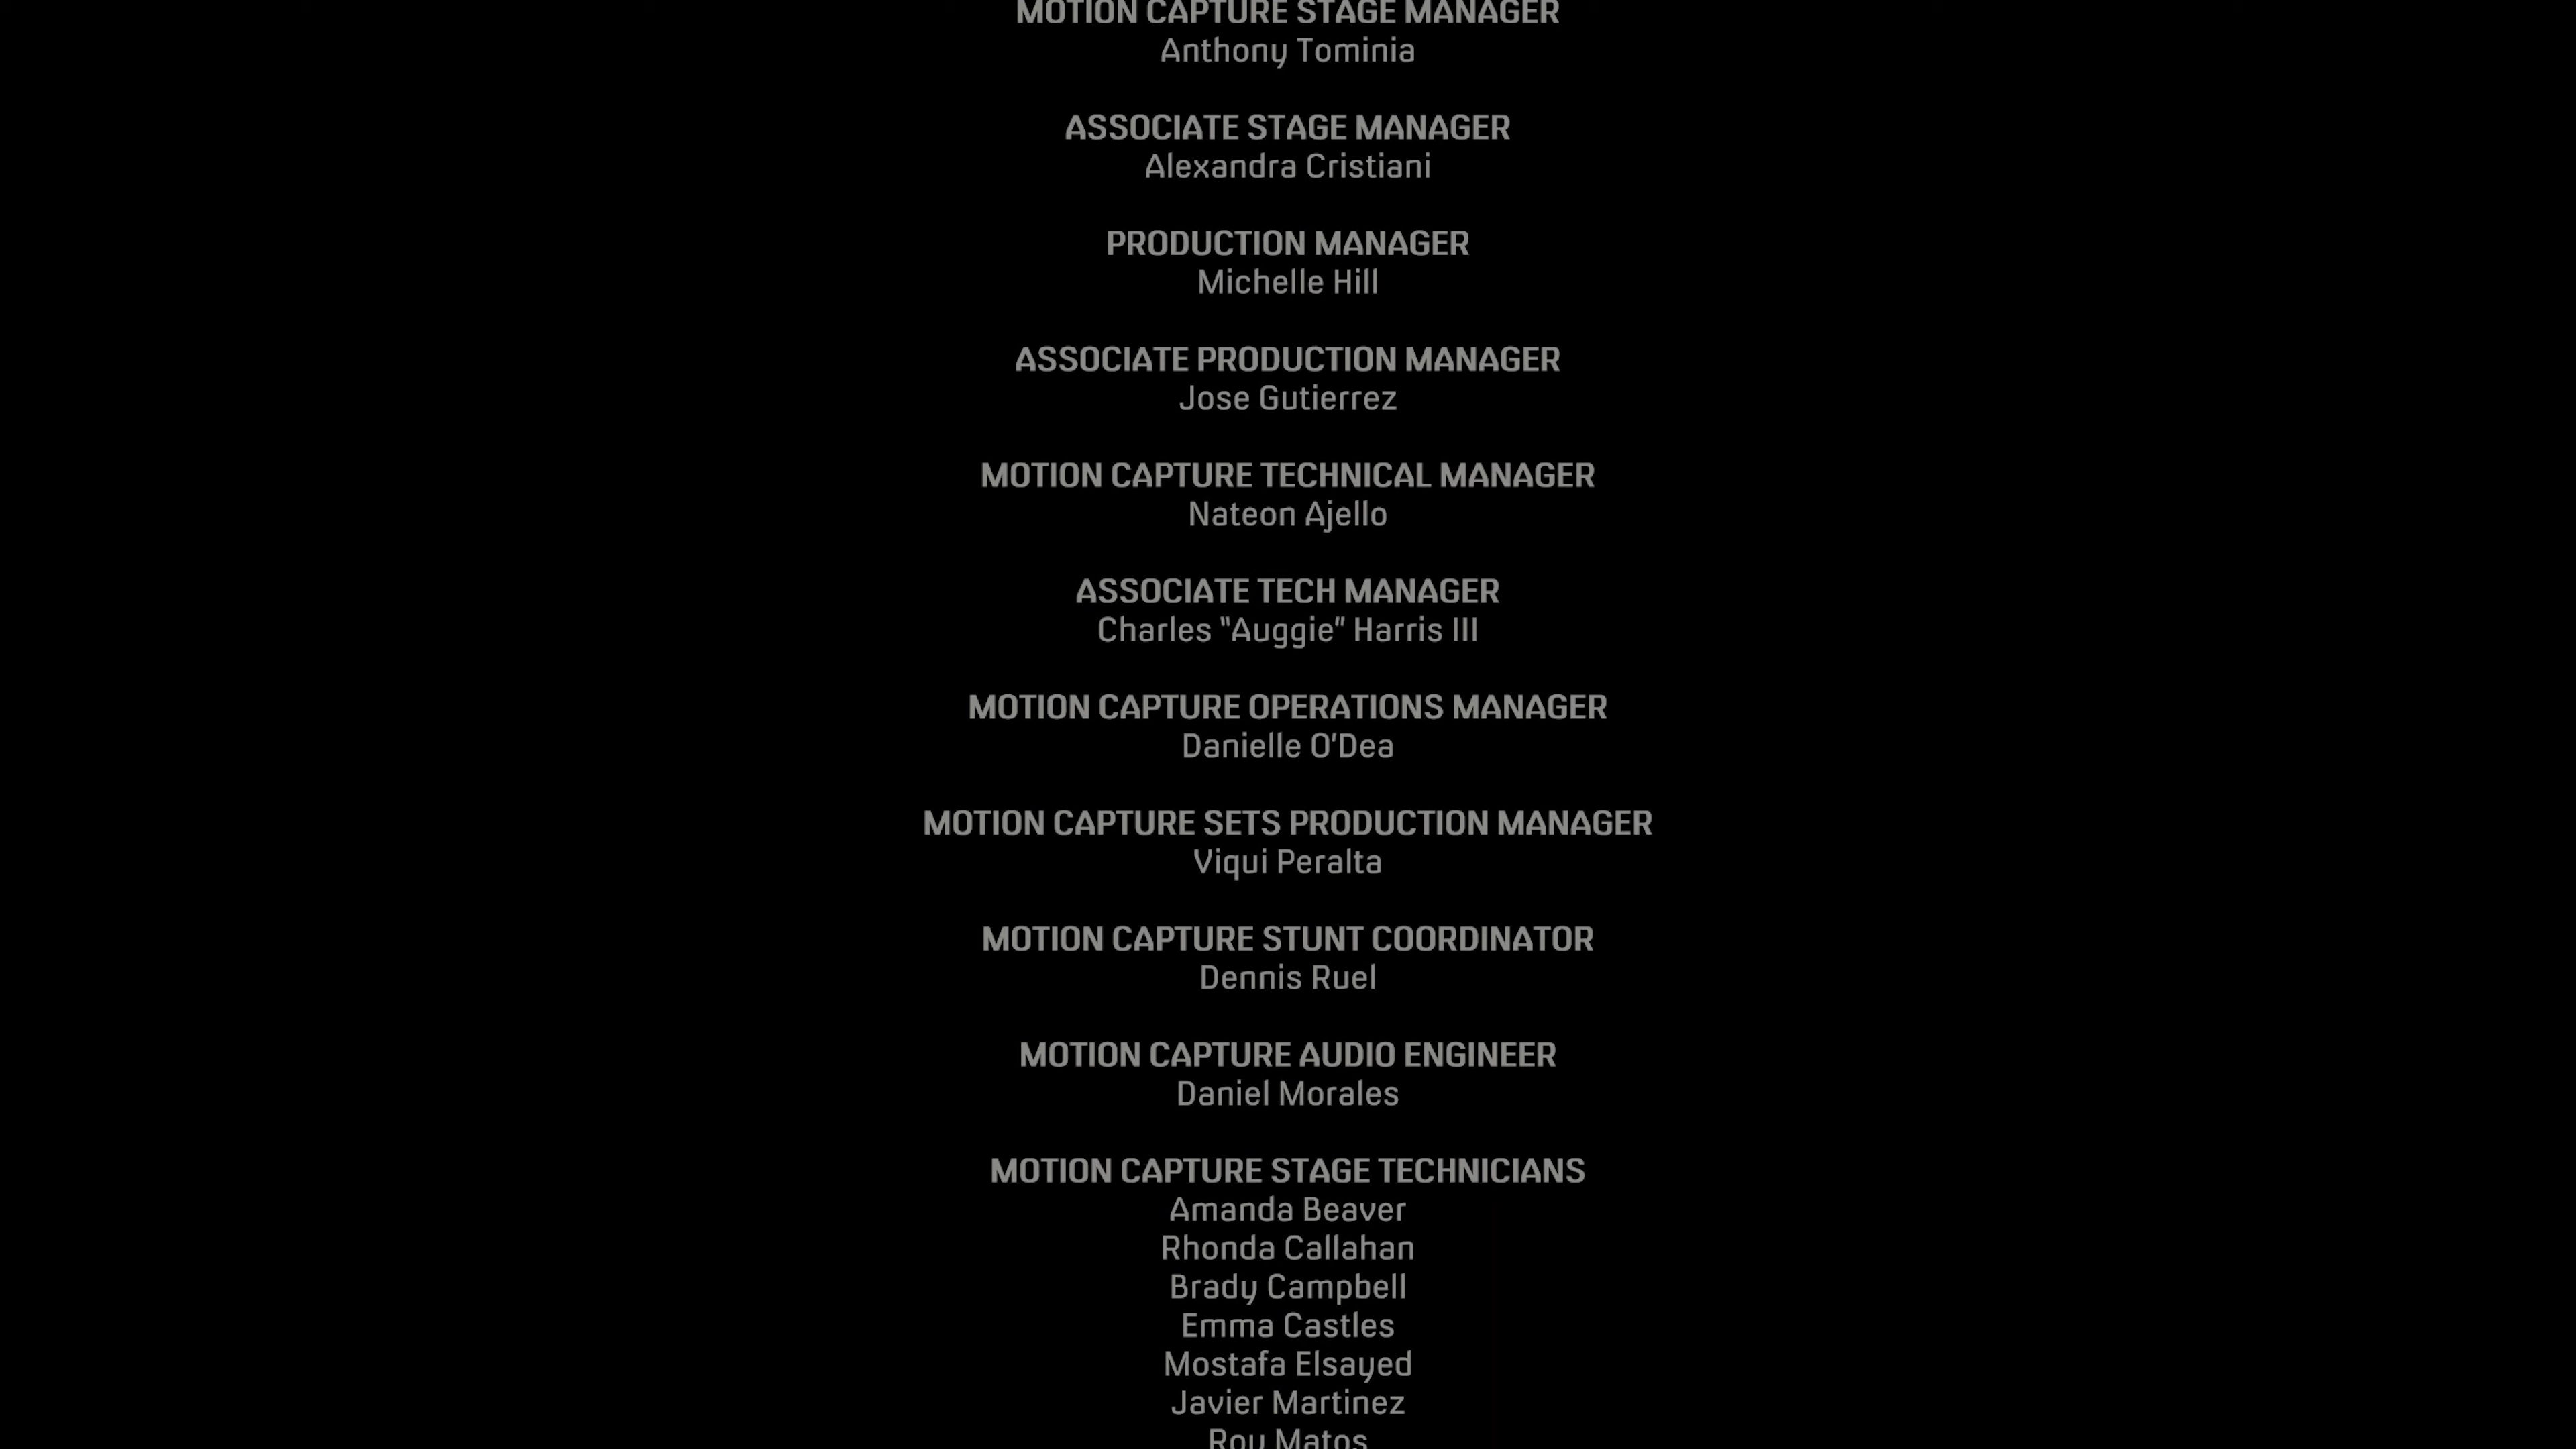 MOTION CAPTURE STAGE MANAGER
Anthony Tominia
ASSOCIATE STAGE MANAGER
Alexandra Cristiani
PRODUCTION MANAGER
Michelle Hill
ASSOCIATE PRODUCTION MANAGER
Jose Gutierrez
MOTION CAPTURE TECHNICAL MANAGER
Nateon Ajello
ASSOCIATE TECH MANAGER
Charles “Auggie” Harris III
MOTION CAPTURE OPERATIONS MANAGER
Danielle O'Dea
MOTION CAPTURE SETS PRODUCTION MANAGER
Viqui Peralta
MOTION CAPTURE STUNT COORDINATOR
Dennis Ruel
MOTION CAPTURE AUDIO ENGINEER
Daniel Morales
MOTION CAPTURE STAGE TECHNICIANS
Amanda Beaver
Rhonda Callahan
Brady Campbell
Emma Castles
Mostafa Elsayed
Javier Martinez
Roy Matos